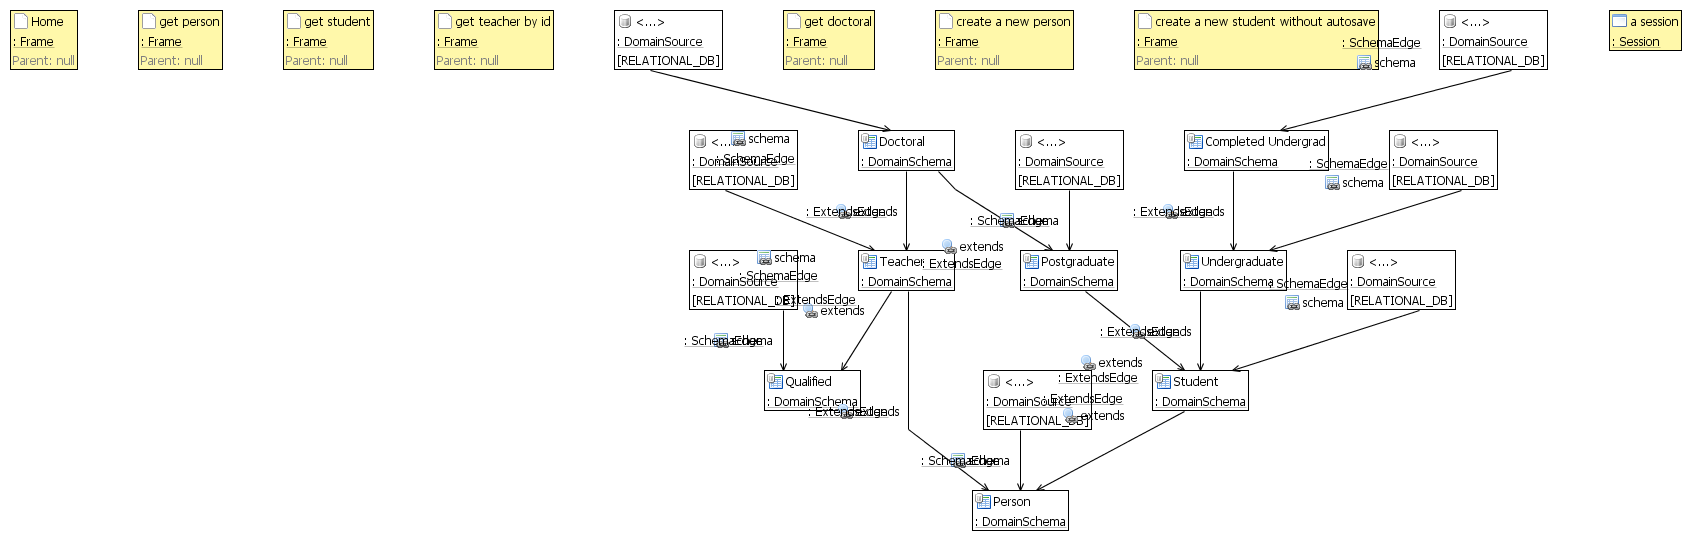 Home
: Frame
Parent: null
get person
: Frame
Parent: null
get student
: Frame
Parent: null
get teacher by id
: Frame
Parent: null
<...>
: DomainSource
[RELATIONAL_DB]
get doctoral
: Frame
Parent: null
create a new person
: Frame
Parent: null
create a new student without autosave
: Frame
Parent: null
: SchemaEdge
schema
<...>
: DomainSource
[RELATIONAL_DB]
a session
: Session
<...>
: DomainSource
[RELATIONAL_DB]
schema
: SchemaEdge
Doctoral
: DomainSchema
<...>
: DomainSource
[RELATIONAL_DB]
Completed Undergrad
: DomainSchema
: SchemaEdge
schema
<...>
: DomainSource
[RELATIONAL_DB]
: ExtendsEdge
extends
: SchemaEdge
schema
: ExtendsEdge
extends
<...>
: DomainSource
[RELATIONAL_DB]
schema
: SchemaEdge
Teacher
: DomainSchema
extends
: ExtendsEdge
Postgraduate
: DomainSchema
Undergraduate
: DomainSchema
: SchemaEdge
schema
<...>
: DomainSource
[RELATIONAL_DB]
: ExtendsEdge
extends
: SchemaEdge
schema
: ExtendsEdge
extends
Qualified
: DomainSchema
: ExtendsEdge
extends
<...>
: DomainSource
[RELATIONAL_DB]
extends
: ExtendsEdge
: ExtendsEdge
extends
Student
: DomainSchema
: SchemaEdge
schema
Person
: DomainSchema